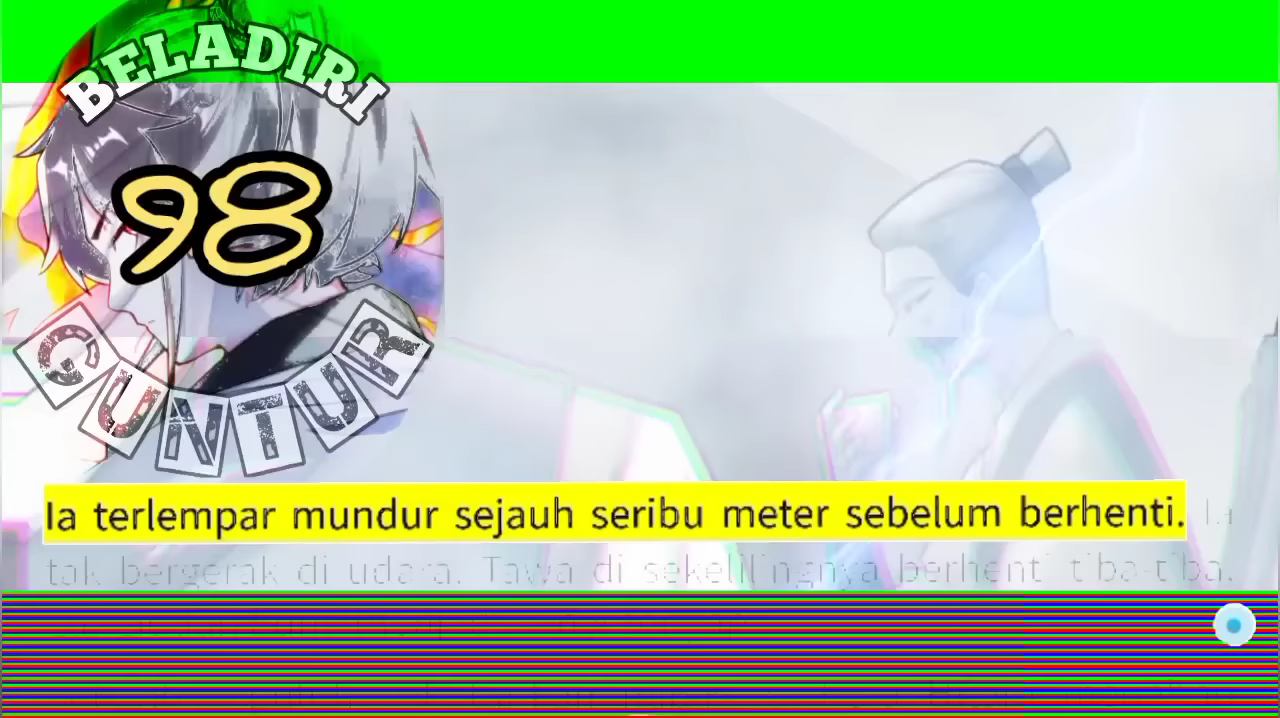 BELADIRI
98
GUNTUR
Ia terlempar mundur sejauh seribu meter sebelum berhenti. Ia
tak bergerak di udara. Tawa di sekelilingnya berhenti tiba-tiba.